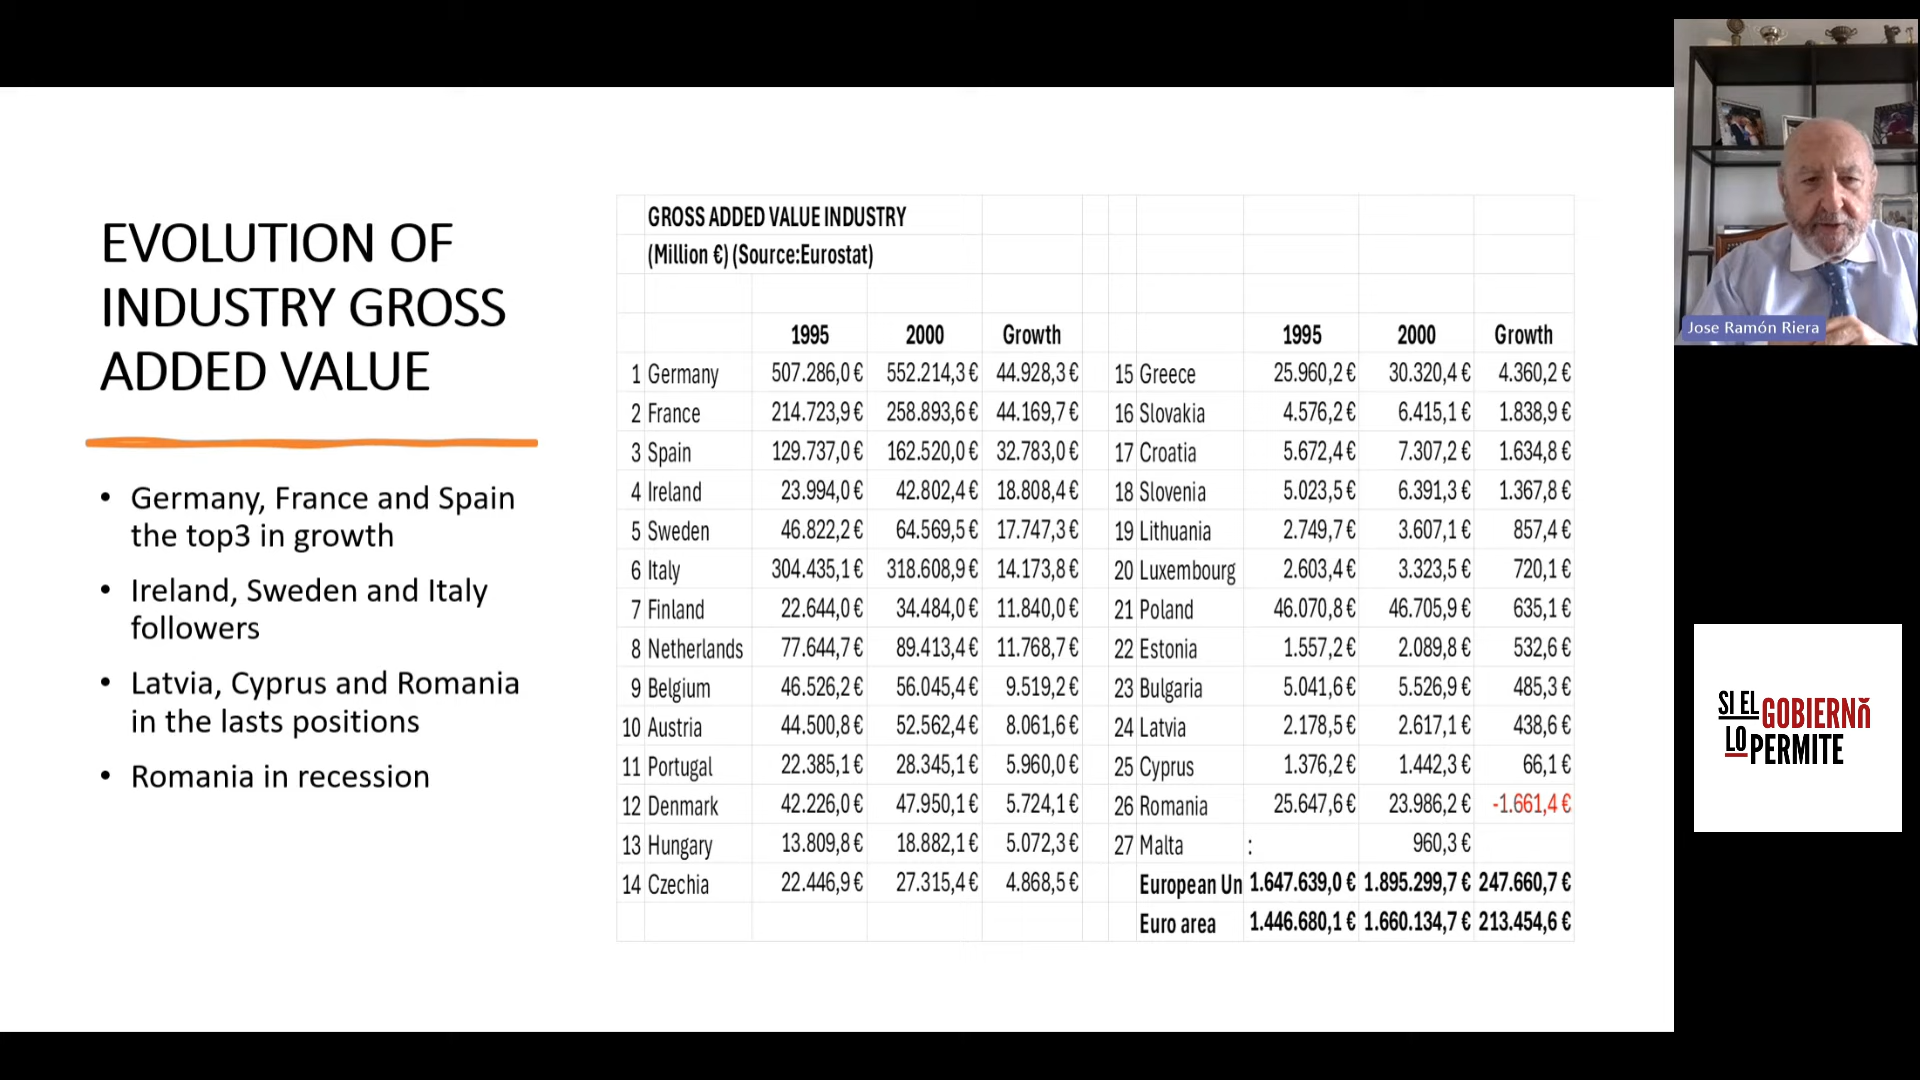 EVOLUTION OF
INDUSTRY GROSS
ADDED VALUE
• Germany, France and Spain
the top3 in growth
• Ireland, Sweden and Italy
followers
• Latvia, Cyprus and Romania
in the lasts positions
• Romania in recession
GROSS ADDED VALUE INDUSTRY
(Million €) (Source:Eurostat)
1995 2000 Growth
1 Germany 507.286,0 € 552.214,3 € 44.928,3 €
2 France 214.723,9 € 258.893,6 € 44.169,7 €
3 Spain 129.737,0 € 162.520,0 € 32.783,0 €
4 Ireland 23.994,0 € 42.802,4 € 18.808,4 €
5 Sweden 46.822,2 € 64.569,5 € 17.747,3 €
6 Italy 304.435,1 € 318.608,9 € 14.173,8 €
7 Finland 22.644,0 € 34.484,0 € 11.840,0 €
8 Netherlands 77.644,7 € 89.413,4 € 11.768,7 €
9 Belgium 46.526,2 € 56.045,4 € 9.519,2 €
10 Austria 44.500,8 € 52.562,4 € 8.061,6 €
11 Portugal 22.385,1 € 28.345,1 € 5.960,0 €
12 Denmark 42.226,0 € 47.950,1 € 5.724,1 €
13 Hungary 13.809,8 € 18.882,1 € 5.072,3 €
14 Czechia 22.446,9 € 27.315,4 € 4.868,5 €
1995 2000 Growth
15 Greece 25.960,2 € 30.320,4 € 4.360,2 €
16 Slovakia 4.576,2 € 6.415,1 € 1.838,9 €
17 Croatia 5.672,4 € 7.307,2 € 1.634,8 €
18 Slovenia 5.023,5 € 6.391,3 € 1.367,8 €
19 Lithuania 2.749,7 € 3.607,1 € 857,4 €
20 Luxembourg 2.603,4 € 3.323,5 € 720,1 €
21 Poland 46.070,8 € 46.705,9 € 635,1 €
22 Estonia 1.557,2 € 2.089,8 € 532,6 €
23 Bulgaria 5.041,6 € 5.526,9 € 485,3 €
24 Latvia 2.178,5 € 2.617,1 € 438,6 €
25 Cyprus 1.376,2 € 1.442,3 € 66,1 €
26 Romania 25.647,6 € 23.986,2 € -1.661,4 €
27 Malta : 960,3 €
European Un 1.647.639,0 € 1.895.299,7 € 247.660,7 €
Euro area 1.446.680,1 € 1.660.134,7 € 213.454,6 €
Jose Ramón Riera
SI EL GOBIERNO
LO PERMITE